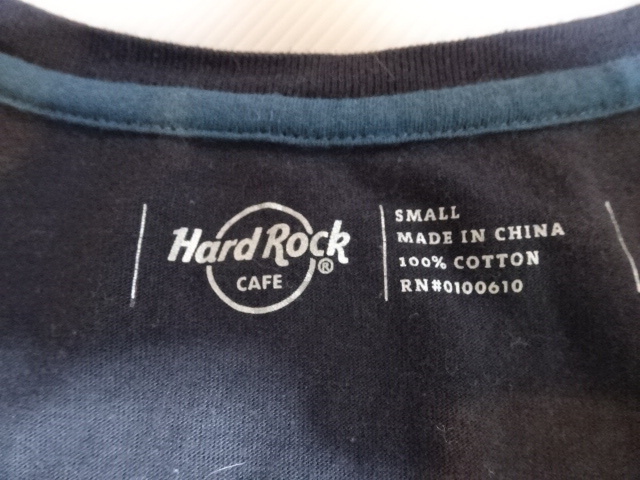 Hard Rock®
CAFE
SMALL
MADE IN CHINA
100% COTTON
RN#0100610